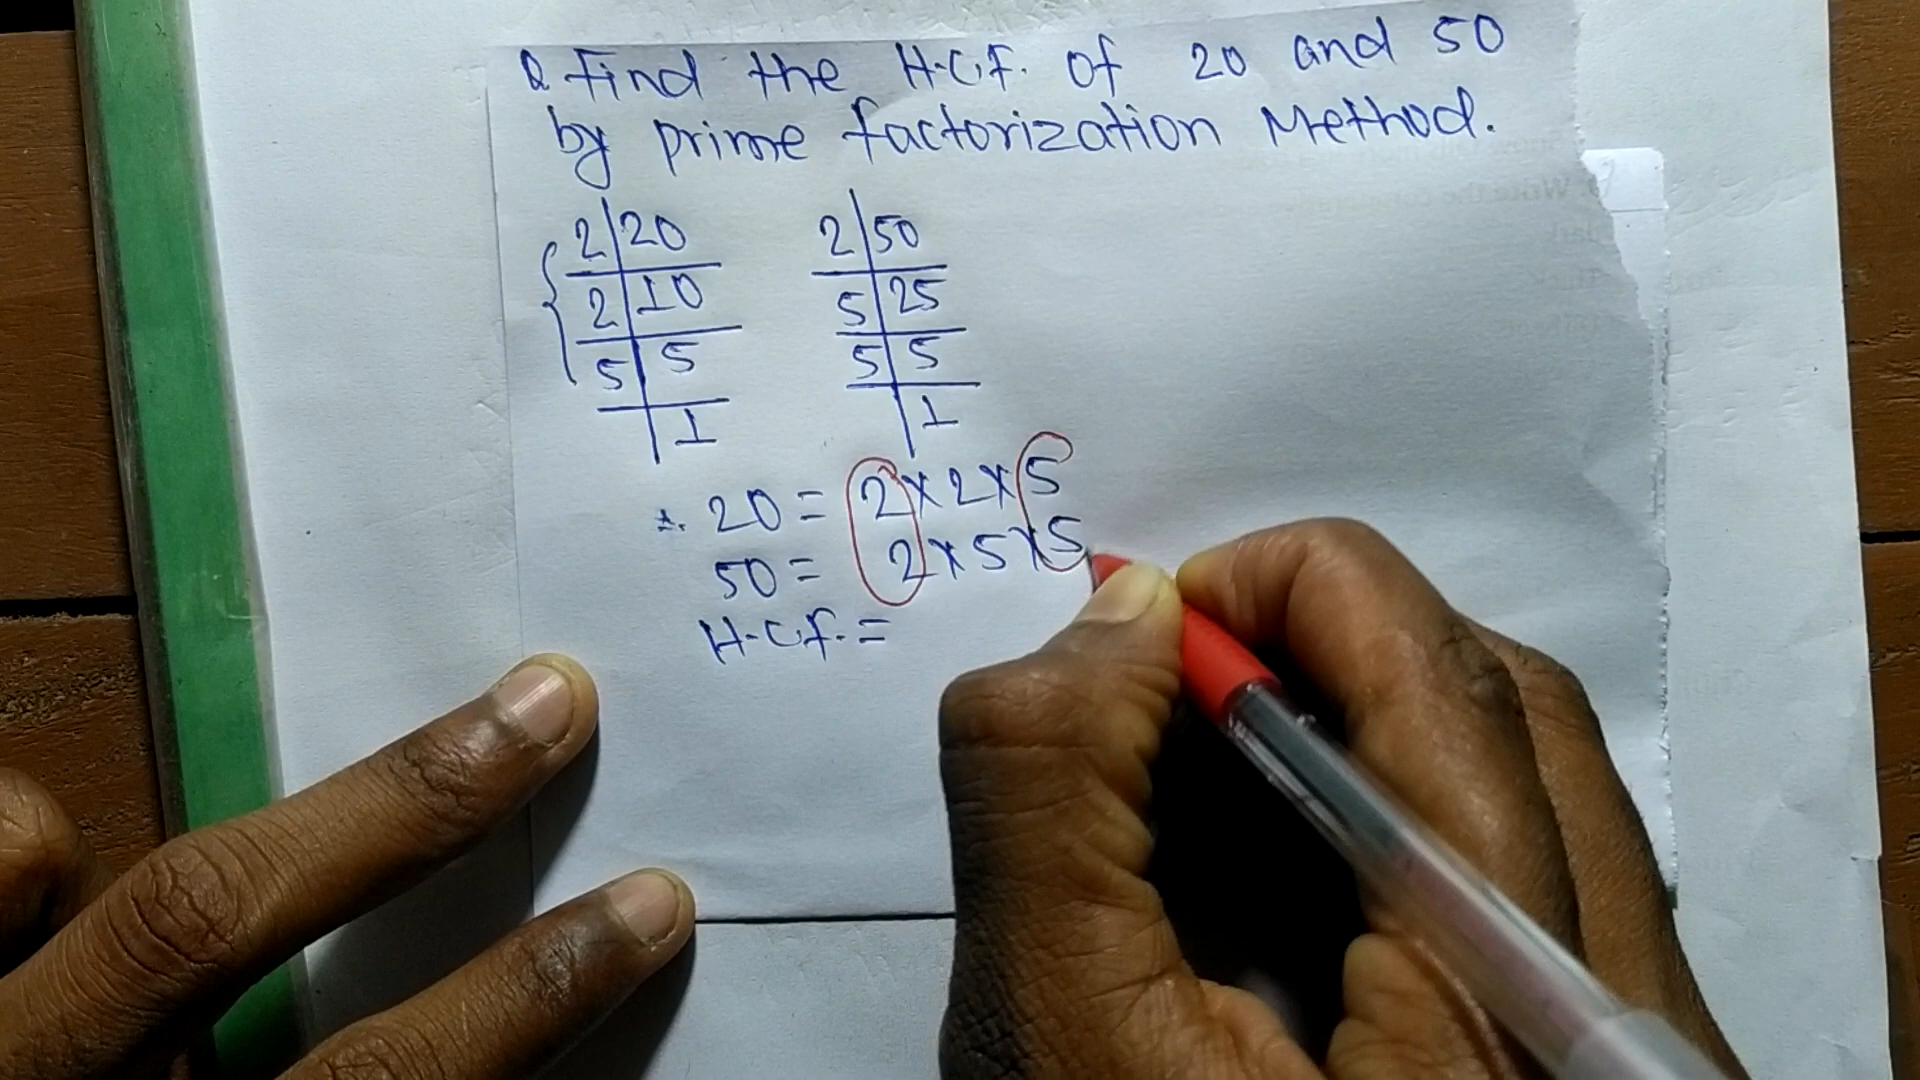 Q Find the H.C.F. Of 20 and 50
by prime factorization Method.
2 20
2 10
5 5
1
2 50
5 25
5 5
1
∴ 20 = 2×2×5
50 = 2×5×5
H.C.F. =